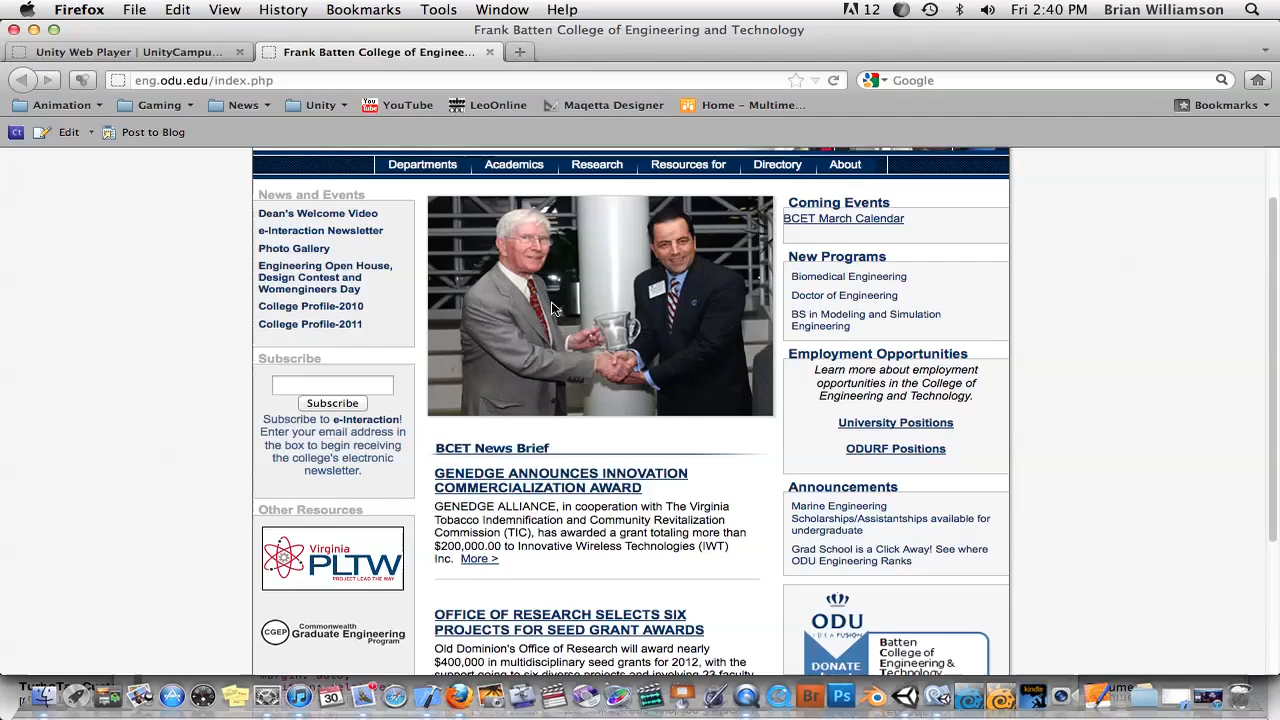 Firefox File Edit View History Bookmarks Tools Window Help 12 Fri 2:40 PM Brian Williamson
Frank Batten College of Engineering and Technology
Unity Web Player | UnityCampu... Frank Batten College of Enginee...
eng.odu.edu/index.php Google
Animation Gaming News Unity YouTube LeoOnline Maqetta Designer Home – Multime... Bookmarks
Ct Edit Post to Blog
Departments Academics Research Resources for Directory About
News and Events
Dean's Welcome Video
e-Interaction Newsletter
Photo Gallery
Engineering Open House,
Design Contest and
Womengineers Day
College Profile-2010
College Profile-2011
Subscribe
Subscribe
Subscribe to e-Interaction!
Enter your email address in
the box to begin receiving
the college's electronic
newsletter.
Other Resources
Virginia
PLTW
PROJECT LEAD THE WAY
CGEP Commonwealth
Graduate Engineering
Program
BCET News Brief
GENEDGE ANNOUNCES INNOVATION
COMMERCIALIZATION AWARD
GENEDGE ALLIANCE, in cooperation with The Virginia
Tobacco Indemnification and Community Revitalization
Commission (TIC), has awarded a grant totaling more than
$200,000.00 to Innovative Wireless Technologies (IWT)
Inc. More >
OFFICE OF RESEARCH SELECTS SIX
PROJECTS FOR SEED GRANT AWARDS
Old Dominion's Office of Research will award nearly
$400,000 in multidisciplinary seed grants for 2012, with the
Coming Events
BCET March Calendar
New Programs
Biomedical Engineering
Doctor of Engineering
BS in Modeling and Simulation
Engineering
Employment Opportunities
Learn more about employment
opportunities in the College of
Engineering and Technology.
University Positions
ODURF Positions
Announcements
Marine Engineering
Scholarships/Assistantships available for
undergraduate
Grad School is a Click Away! See where
ODU Engineering Ranks
ODU
IDEA FUSION
DONATE
Batten
College of
Engineering &
Technology
30 Br Ps kindle